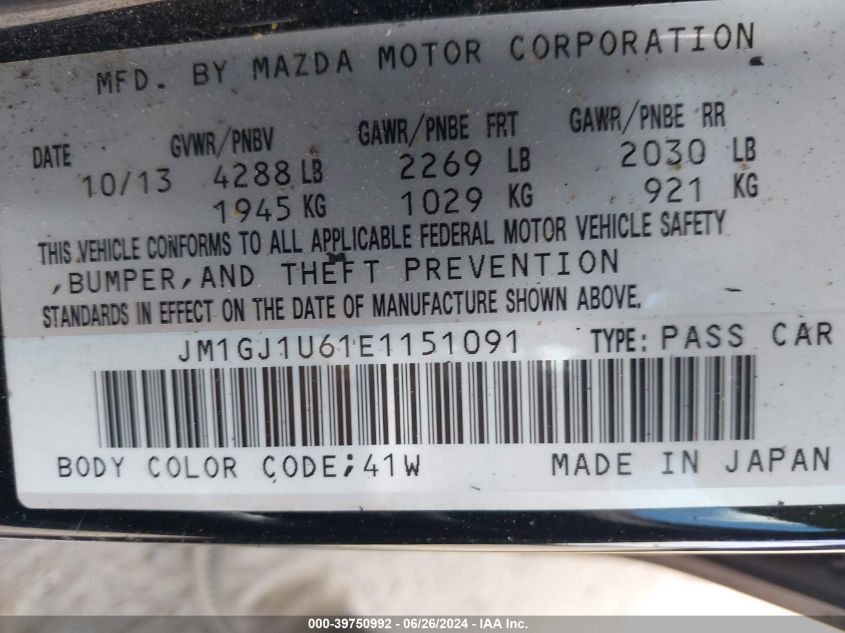 MFD. BY MAZDA MOTOR CORPORATION
DATE GVWR/PNBV GAWR/PNBE FRT GAWR/PNBE RR
10/13 4288 LB 2269 LB 2030 LB
1945 KG 1029 KG 921 KG
THIS VEHICLE CONFORMS TO ALL APPLICABLE FEDERAL MOTOR VEHICLE SAFETY
,BUMPER,AND THEFT PREVENTION
STANDARDS IN EFFECT ON THE DATE OF MANUFACTURE SHOWN ABOVE.
JM1GJ1U61E1151091 TYPE: PASS CAR
BODY COLOR CODE;41W MADE IN JAPAN
000-39750992 - 06/26/2024 - IAA Inc.